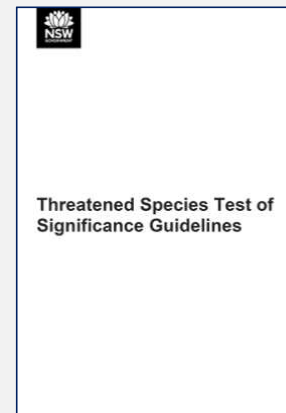 NSW
GOVERNMENT
Threatened Species Test of
Significance Guidelines